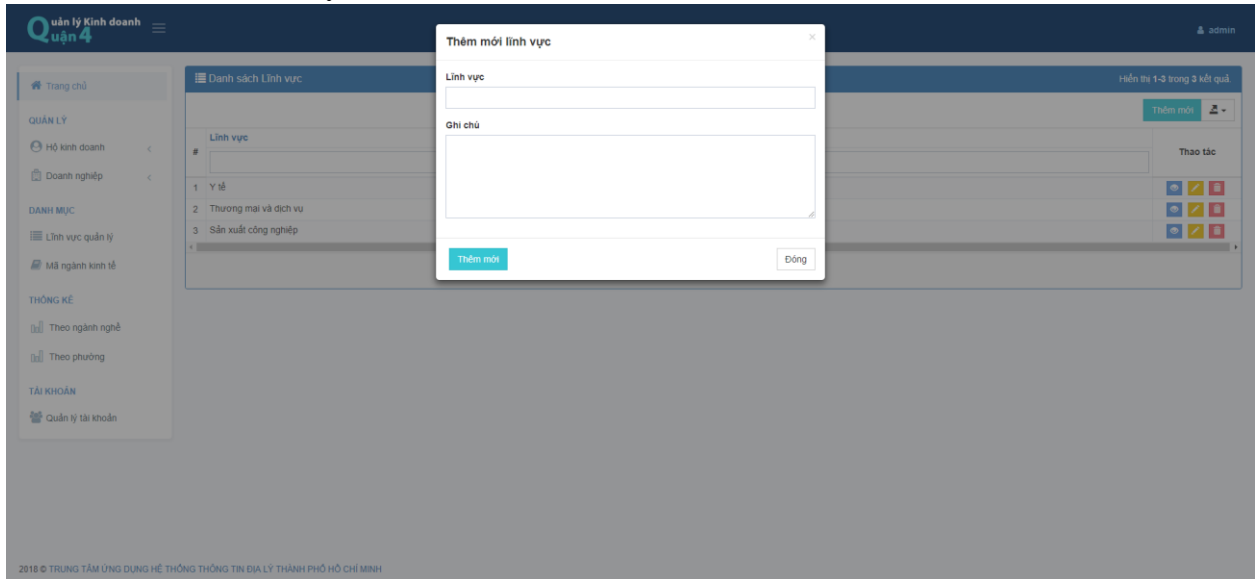 Quản lý Kinh doanh
Quận 4
admin
Thêm mới lĩnh vực
×
Lĩnh vực
Ghi chú
Thêm mới
Đóng
Trang chủ
QUẢN LÝ
Hộ kinh doanh
Doanh nghiệp
DANH MỤC
Lĩnh vực quản lý
Mã ngành kinh tế
THỐNG KÊ
Theo ngành nghề
Theo phường
TÀI KHOẢN
Quản lý tài khoản
Danh sách Lĩnh vực
Hiển thị 1-3 trong 3 kết quả.
Thêm mới
# Lĩnh vực Thao tác
1 Y tế
2 Thương mại và dịch vụ
3 Sản xuất công nghiệp
2018 © TRUNG TÂM ỨNG DỤNG HỆ THỐNG THÔNG TIN ĐỊA LÝ THÀNH PHỐ HỒ CHÍ MINH